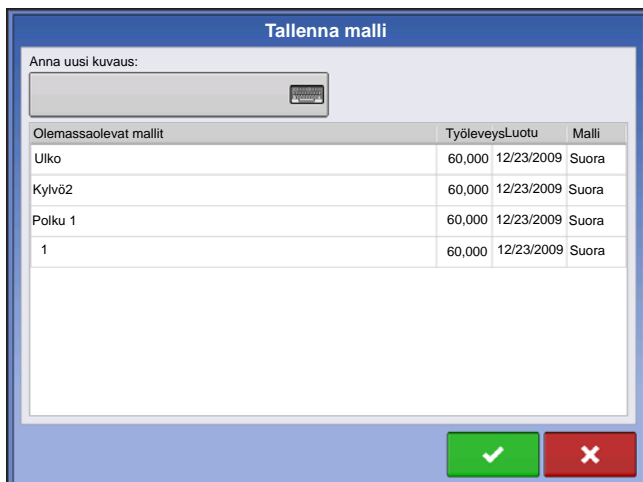 Tallenna malli
Anna uusi kuvaus:
Olemassaolevat mallit Työleveys Luotu Malli
Ulko 60,000 12/23/2009 Suora
Kylvö2 60,000 12/23/2009 Suora
Polku 1 60,000 12/23/2009 Suora
1 60,000 12/23/2009 Suora